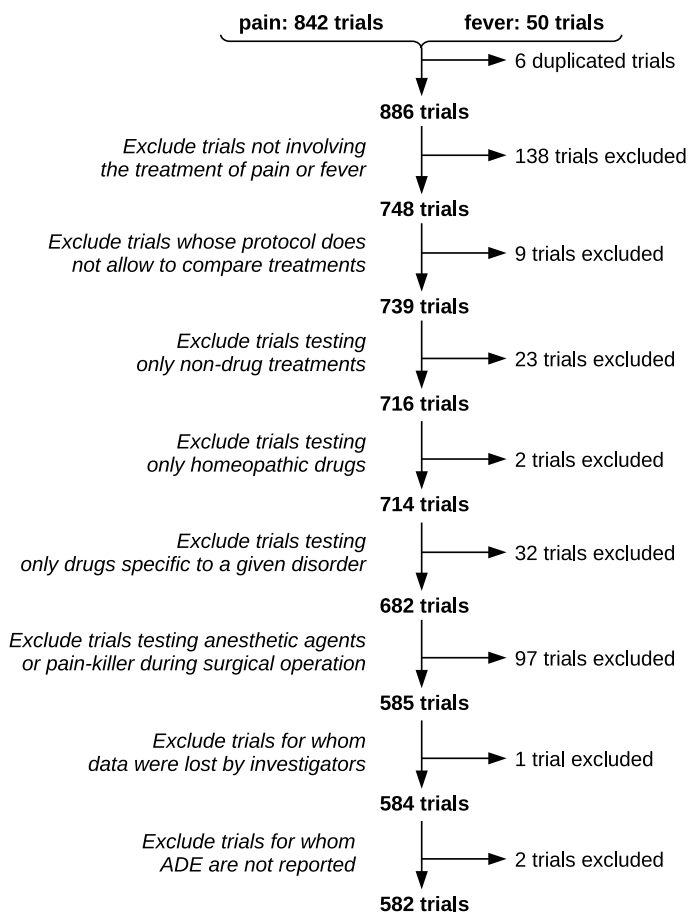 pain: 842 trials fever: 50 trials
6 duplicated trials
886 trials
Exclude trials not involving
the treatment of pain or fever
138 trials excluded
748 trials
Exclude trials whose protocol does
not allow to compare treatments
9 trials excluded
739 trials
Exclude trials testing
only non-drug treatments
23 trials excluded
716 trials
Exclude trials testing
only homeopathic drugs
2 trials excluded
714 trials
Exclude trials testing
only drugs specific to a given disorder
32 trials excluded
682 trials
Exclude trials testing anesthetic agents
or pain-killer during surgical operation
97 trials excluded
585 trials
Exclude trials for whom
data were lost by investigators
1 trial excluded
584 trials
Exclude trials for whom
ADE are not reported
2 trials excluded
582 trials